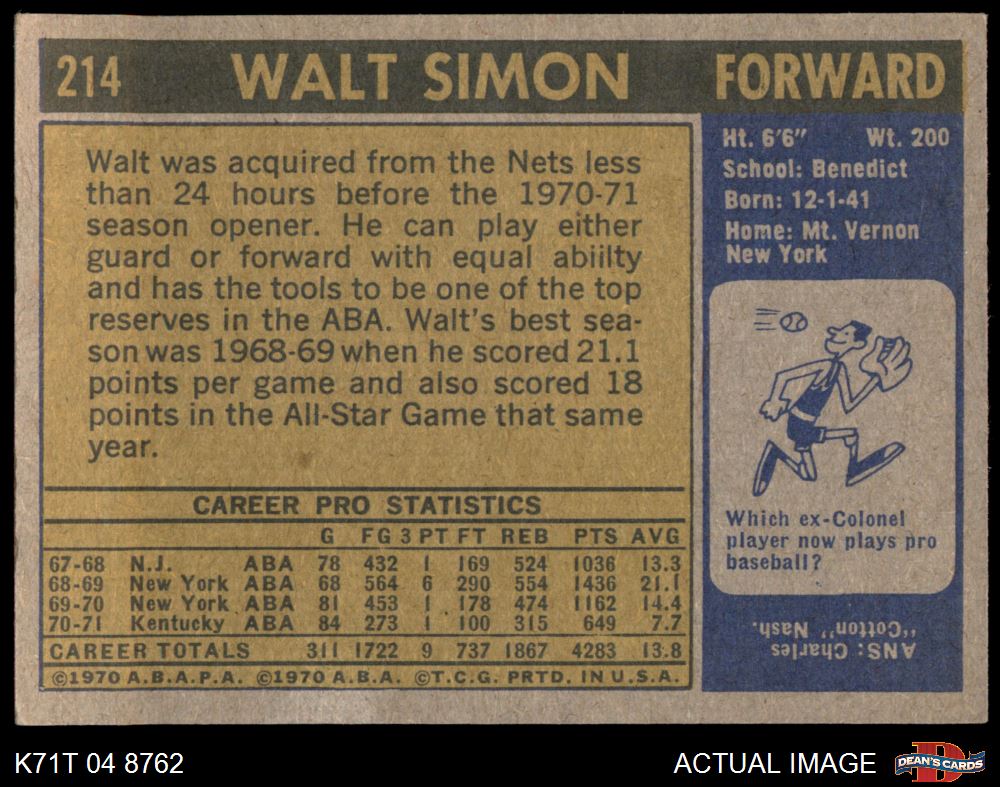 214 WALT SIMON FORWARD
Walt was acquired from the Nets less
than 24 hours before the 1970-71
season opener. He can play either
guard or forward with equal abiilty
and has the tools to be one of the top
reserves in the ABA. Walt's best sea-
son was 1968-69 when he scored 21.1
points per game and also scored 18
points in the All-Star Game that same
year.
Ht. 6'6" Wt. 200
School: Benedict
Born: 12-1-41
Home: Mt. Vernon
New York
Which ex-Colonel
player now plays pro
baseball?
ANS: Charles
"Cotton" Nash.
CAREER PRO STATISTICS
G FG 3 PT FT REB PTS AVG
67-68 N.J. ABA 78 432 1 169 524 1036 13.3
68-69 New York ABA 68 564 6 290 554 1436 21.1
69-70 New York ABA 81 453 1 178 474 1162 14.4
70-71 Kentucky ABA 84 273 1 100 315 649 7.7
CAREER TOTALS 311 1722 9 737 1867 4283 13.8
©1970 A.B.A.P.A. ©1970 A.B.A. ©T.C.G. PRTD. IN U.S.A.
K71T 04 8762 ACTUAL IMAGE DEAN'S CARDS